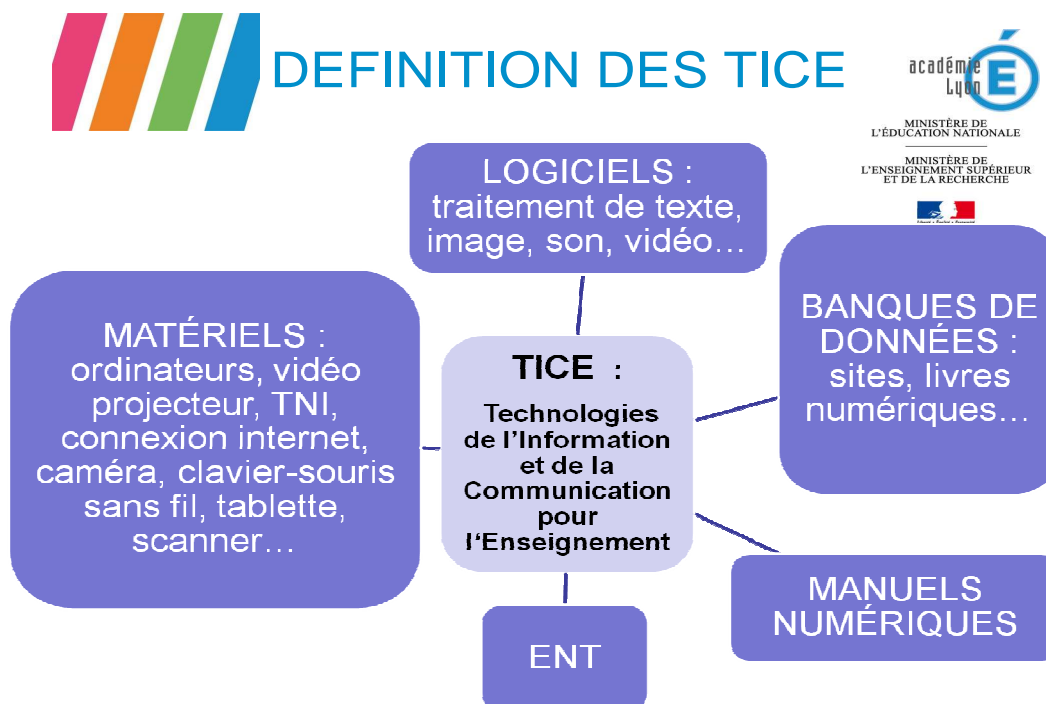 DEFINITION DES TICE
académie
Lyon
É
MINISTÈRE DE
L'ÉDUCATION NATIONALE
MINISTÈRE DE
L'ENSEIGNEMENT SUPÉRIEUR
ET DE LA RECHERCHE
LOGICIELS :
traitement de texte,
image, son, vidéo…
MATÉRIELS :
ordinateurs, vidéo
projecteur, TNI,
connexion internet,
caméra, clavier-souris
sans fil, tablette,
scanner…
TICE :
Technologies
de l'Information
et de la
Communication
pour
l'Enseignement
BANQUES DE
DONNÉES :
sites, livres
numériques…
MANUELS
NUMÉRIQUES
ENT